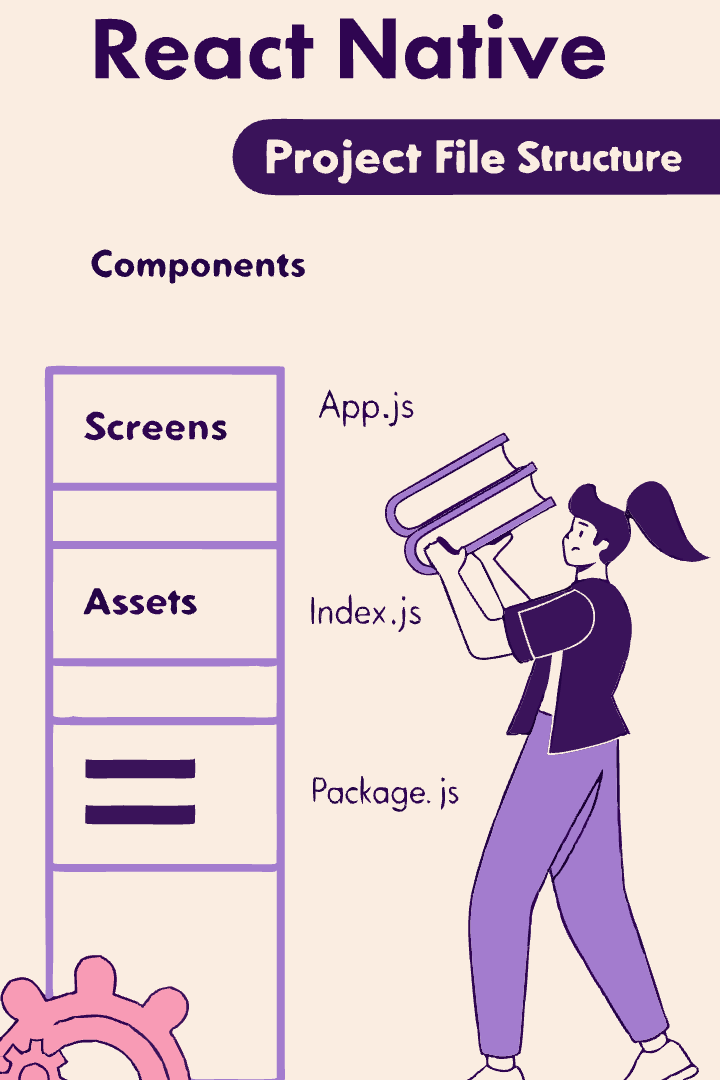 React Native
Project File Structure
Components
Screens
App.js
Assets
Index.js
Package. js